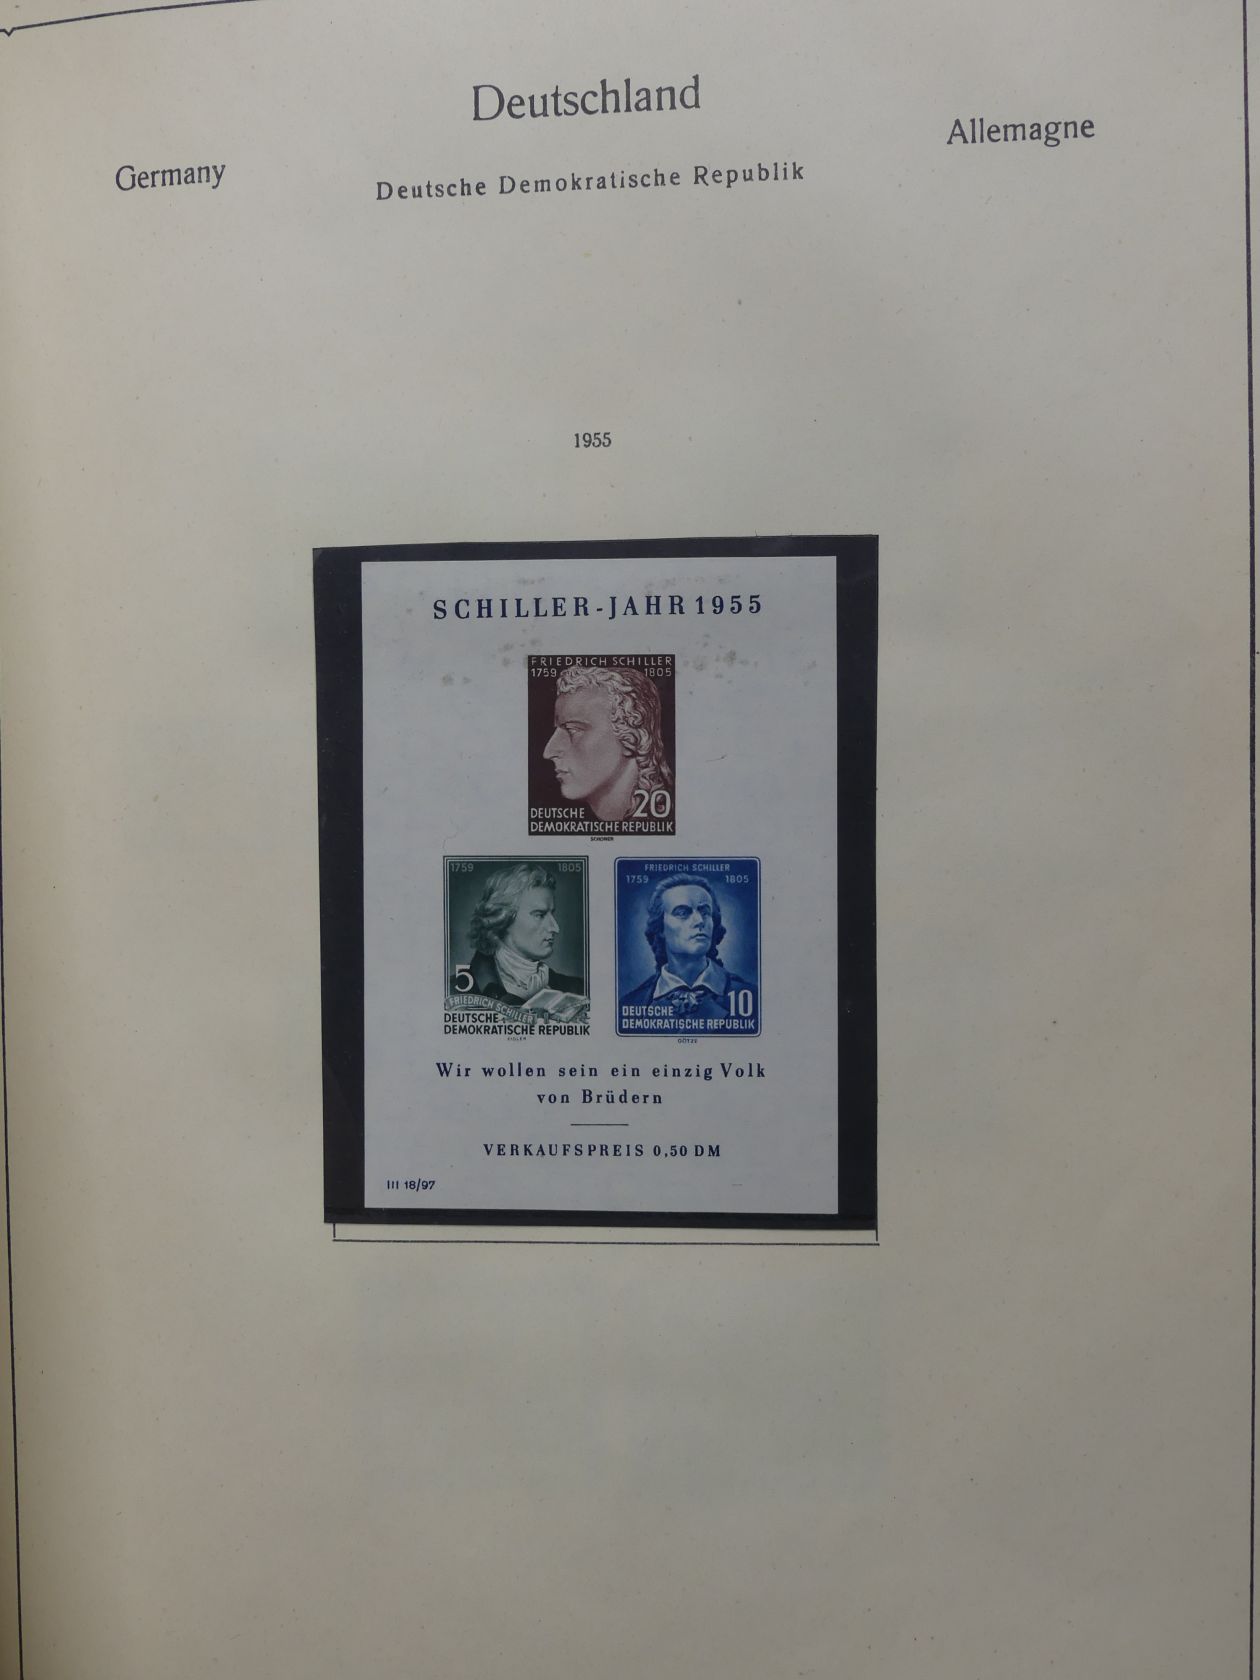 Deutschland
Germany
Allemagne
Deutsche Demokratische Republik
1955
SCHILLER-JAHR 1955
FRIEDRICH SCHILLER
1759 1805
20
DEUTSCHE
DEMOKRATISCHE REPUBLIK
1759 1805
5
FRIEDRICH SCHILLER
DEUTSCHE
DEMOKRATISCHE REPUBLIK
FRIEDRICH SCHILLER
1759 1805
10
DEUTSCHE
DEMOKRATISCHE REPUBLIK
GÖTZE
Wir wollen sein ein einzig Volk
von Brüdern
VERKAUFSPREIS 0,50 DM
III 18/97